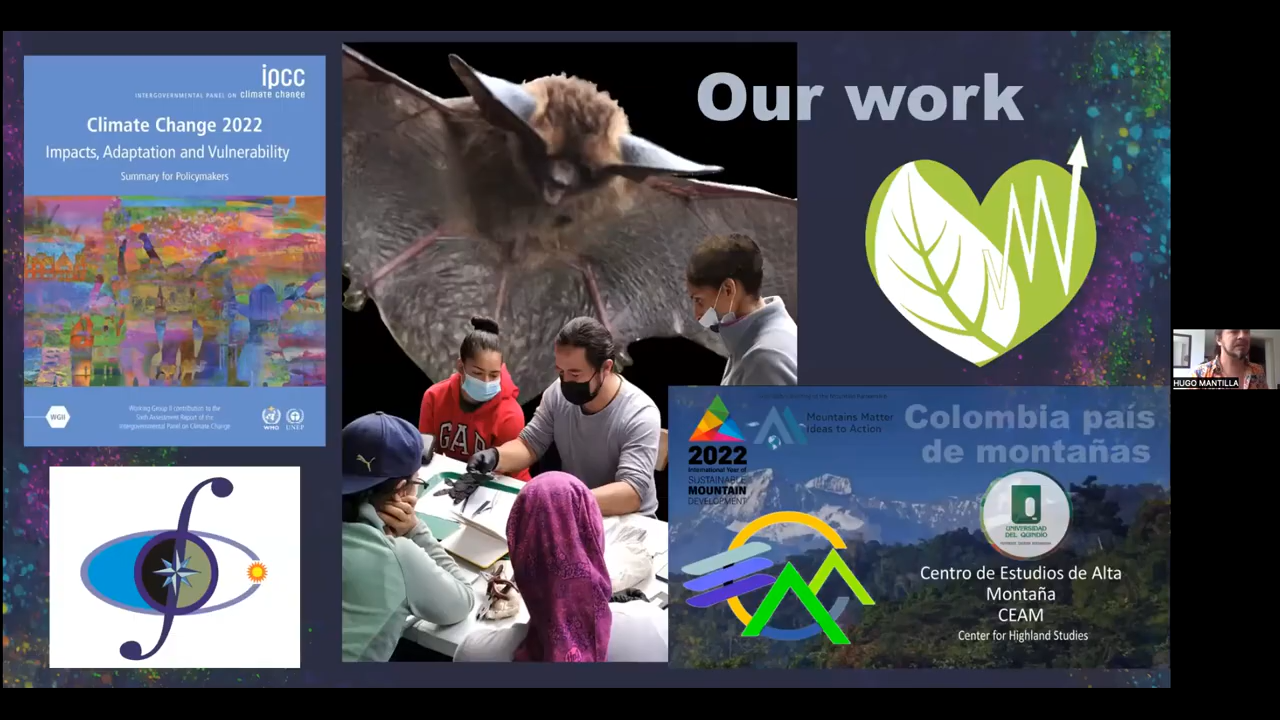 Our work
ipcc
INTERGOVERNMENTAL PANEL ON climate change
Climate Change 2022
Impacts, Adaptation and Vulnerability
Summary for Policymakers
WGII
Working Group II contribution to the
Sixth Assessment Report of the
Intergovernmental Panel on Climate Change
WMO
UNEP
GAP
Mountains Matter
Ideas to Action
2022
International Year of
SUSTAINABLE
MOUNTAIN
DEVELOPMENT
Colombia país
de montañas
UNIVERSIDAD
DEL QUINDÍO
Centro de Estudios de Alta
Montaña
CEAM
Center for Highland Studies
HUGO MANTILLA